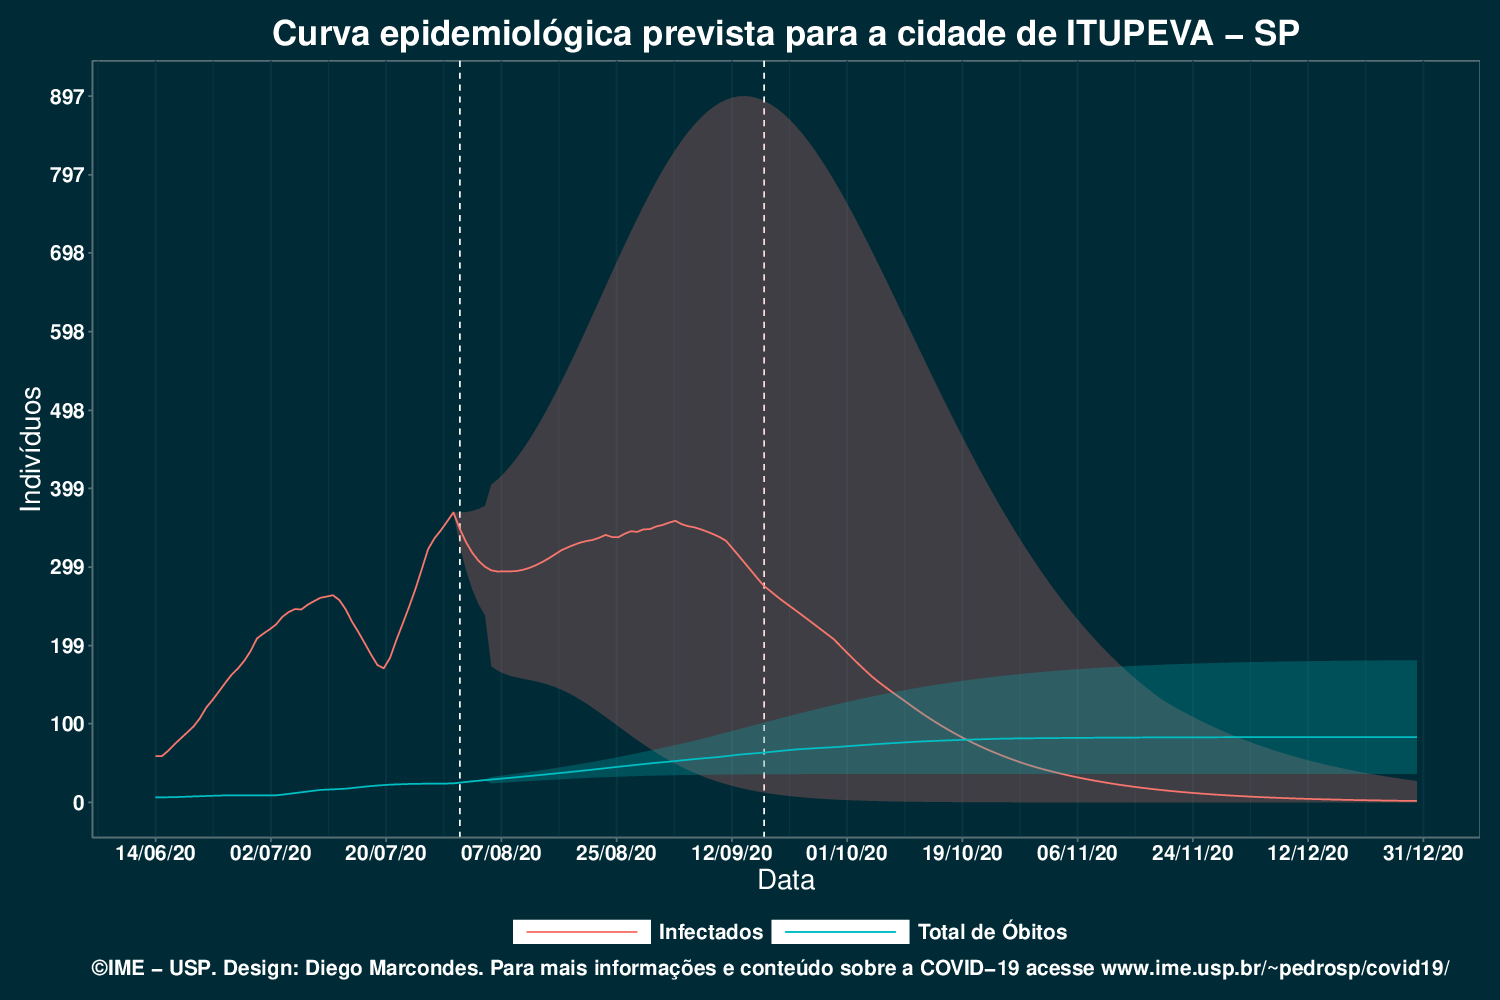 Curva epidemiológica prevista para a cidade de ITUPEVA – SP
897
797
698
598
498
399
299
199
100
0
Indivíduos
14/06/20 02/07/20 20/07/20 07/08/20 25/08/20 12/09/20 01/10/20 19/10/20 06/11/20 24/11/20 12/12/20 31/12/20
Data
Infectados Total de Óbitos
©IME – USP. Design: Diego Marcondes. Para mais informações e conteúdo sobre a COVID–19 acesse www.ime.usp.br/~pedrosp/covid19/